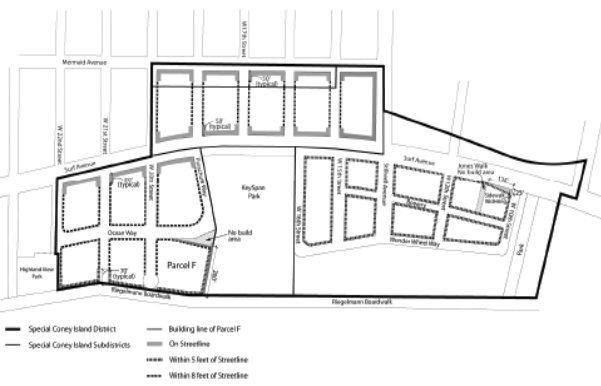 W17th Street
Mermaid Avenue
50'
(typical)
W 22nd Street
W 21st Street
50'
(typical)
Surf Avenue
Surf Avenue
Jones Walk
No build area
(typical)
W 20th Street
KeySpan
Park
W 15th Street
Stillwell Avenue
W 12th Street
Sidewalk
Widening
W 16th Street
W 10th Street
Ocean Way
No build
area
Wonder Wheel Way
Highland View
Park
30'
(typical)
Parcel F
Riegelmann Boardwalk
Riegelmann Boardwalk
Special Coney Island District
Special Coney Island Subdistricts
Building line of Parcel F
On Streetline
Within 5 feet of Streetline
Within 8 feet of Streetline